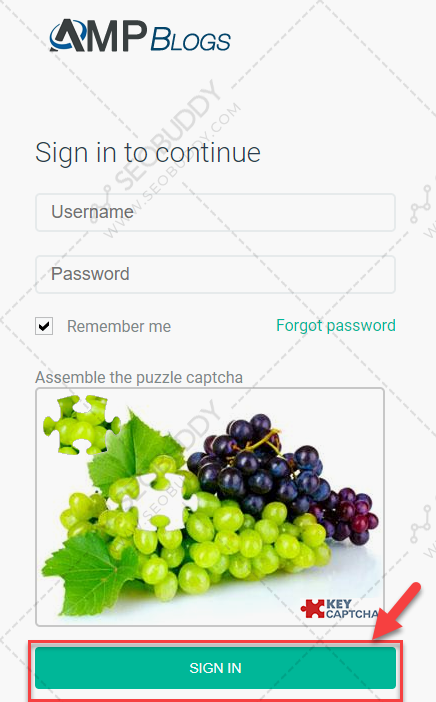 AMP BLOGS
Sign in to continue
SEOBUDDY
WWW.SEOBUDDY.COM
Username
Password
Remember me
Forgot password
Assemble the puzzle captcha
SEOBUDDY
KEY
CAPTCHA
SIGN IN